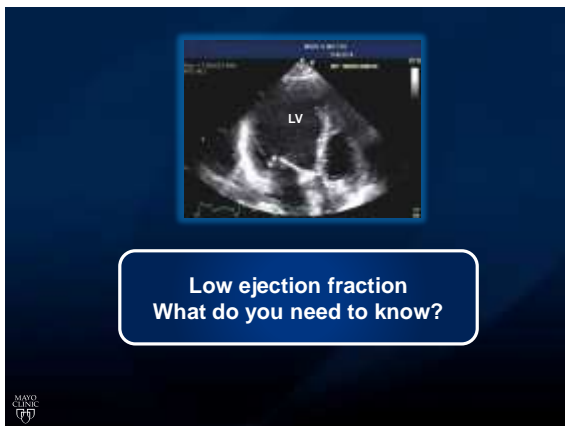 LV
Low ejection fraction
What do you need to know?
MAYO
CLINIC